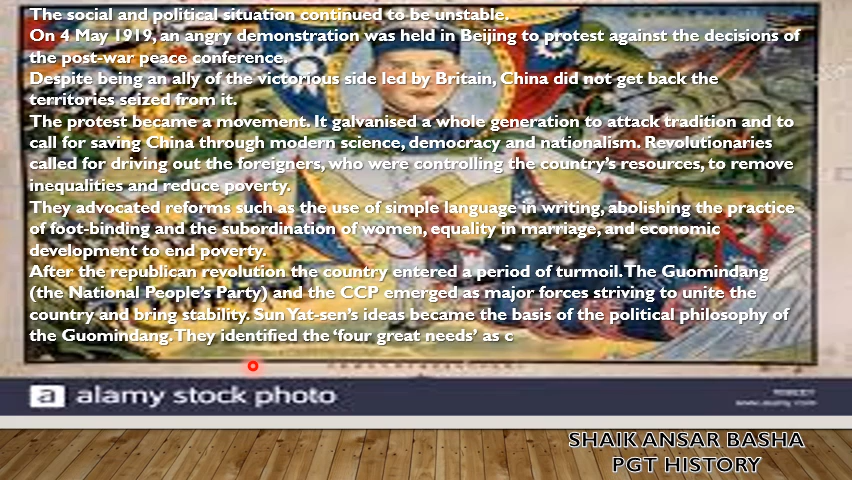 The social and political situation continued to be unstable.
On 4 May 1919, an angry demonstration was held in Beijing to protest against the decisions of
the post-war peace conference.
Despite being an ally of the victorious side led by Britain, China did not get back the
territories seized from it.
The protest became a movement. It galvanised a whole generation to attack tradition and to
call for saving China through modern science, democracy and nationalism. Revolutionaries
called for driving out the foreigners, who were controlling the country's resources, to remove
inequalities and reduce poverty.
They advocated reforms such as the use of simple language in writing, abolishing the practice
of foot-binding and the subordination of women, equality in marriage, and economic
development to end poverty.
After the republican revolution the country entered a period of turmoil. The Guomindang
(the National People's Party) and the CCP emerged as major forces striving to unite the
country and bring stability. Sun Yat-sen's ideas became the basis of the political philosophy of
the Guomindang. They identified the ‘four great needs’ as c
a alamy stock photo
www.alamy.com
SHAIK ANSAR BASHA
PGT HISTORY